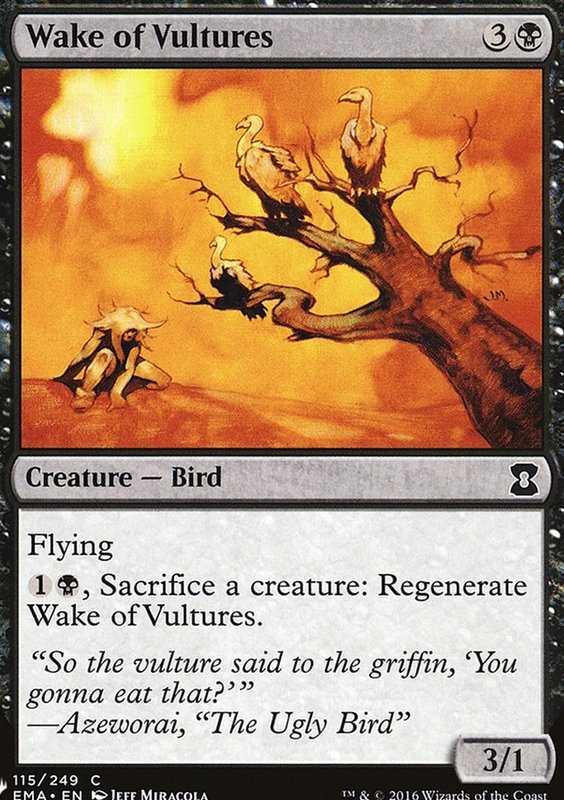 Wake of Vultures 3
J.M.
Creature — Bird
Flying
1, Sacrifice a creature: Regenerate
Wake of Vultures.
“So the vulture said to the griffin, ‘You
gonna eat that?’”
—Azeworai, “The Ugly Bird”
3/1
115/249 C
EMA • EN Jeff Miracola
™ & © 2016 Wizards of the Coast